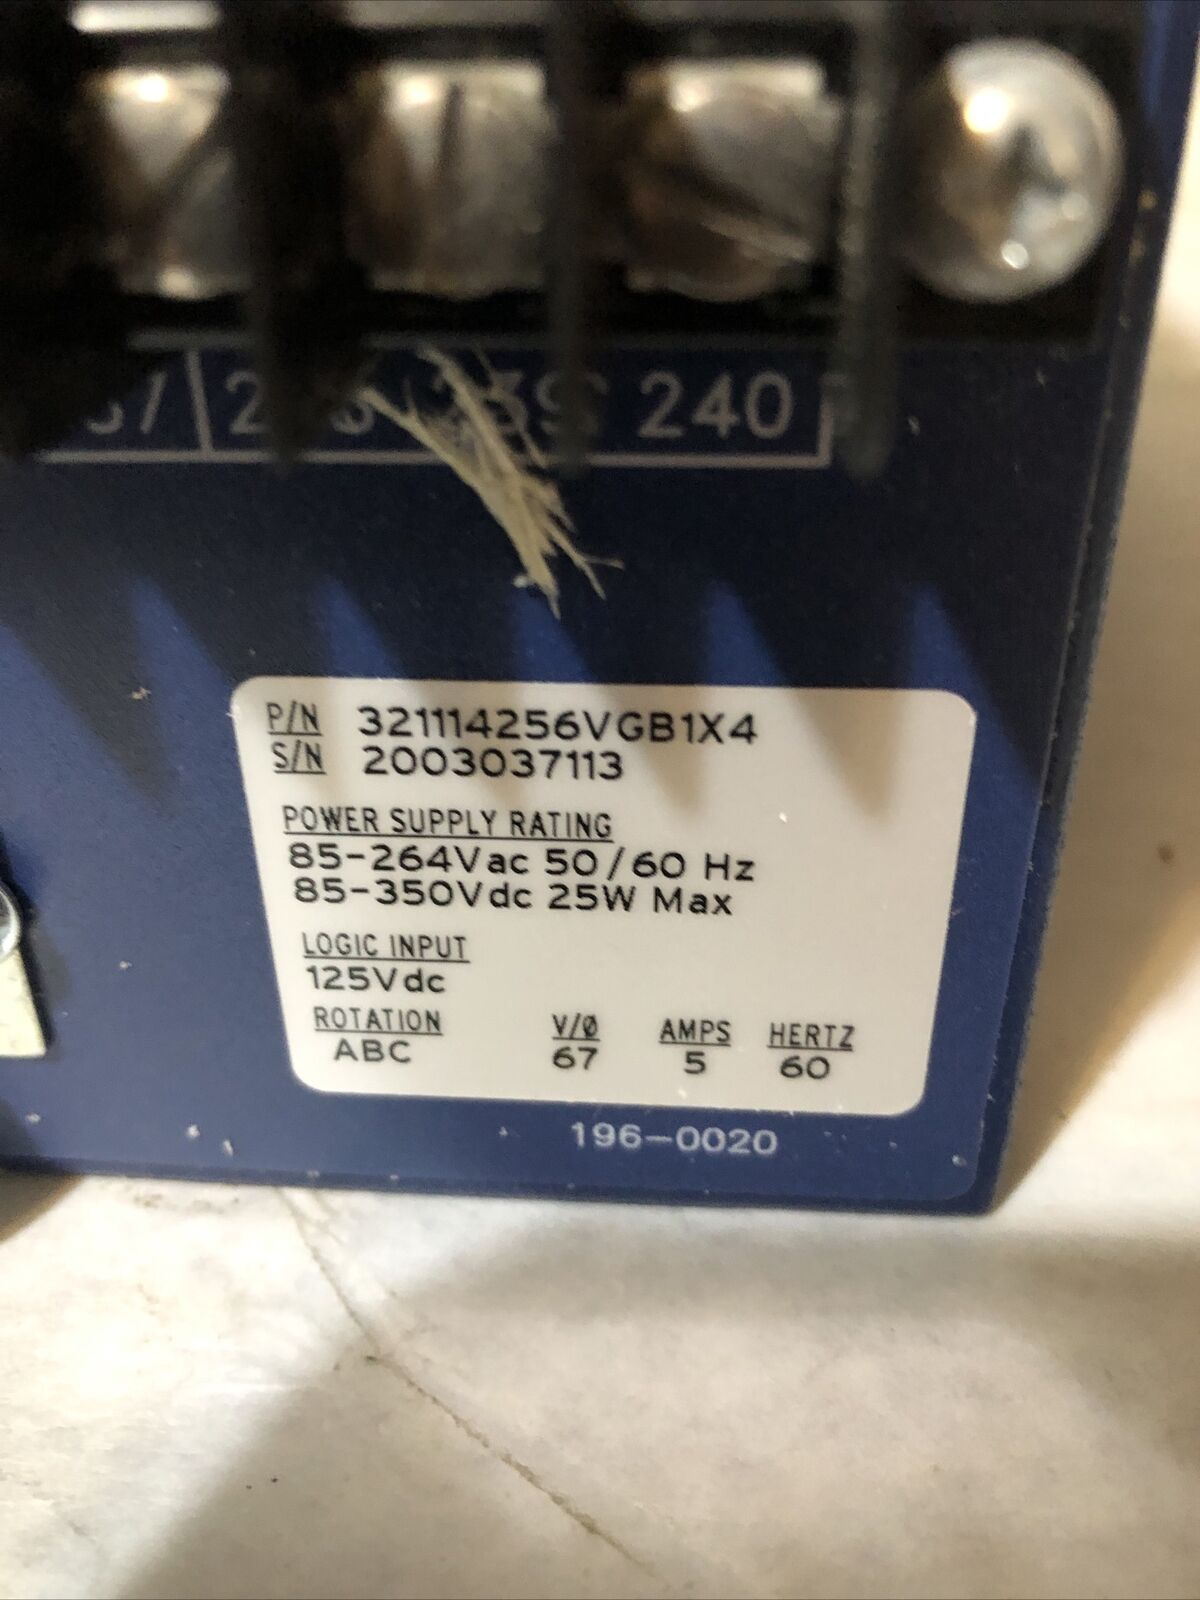 240
P/N 321114256VGB1X4
S/N 2003037113
POWER SUPPLY RATING
85-264Vac 50/60 Hz
85-350Vdc 25W Max
LOGIC INPUT
125Vdc
ROTATION V/Ø AMPS HERTZ
ABC 67 5 60
196-0020